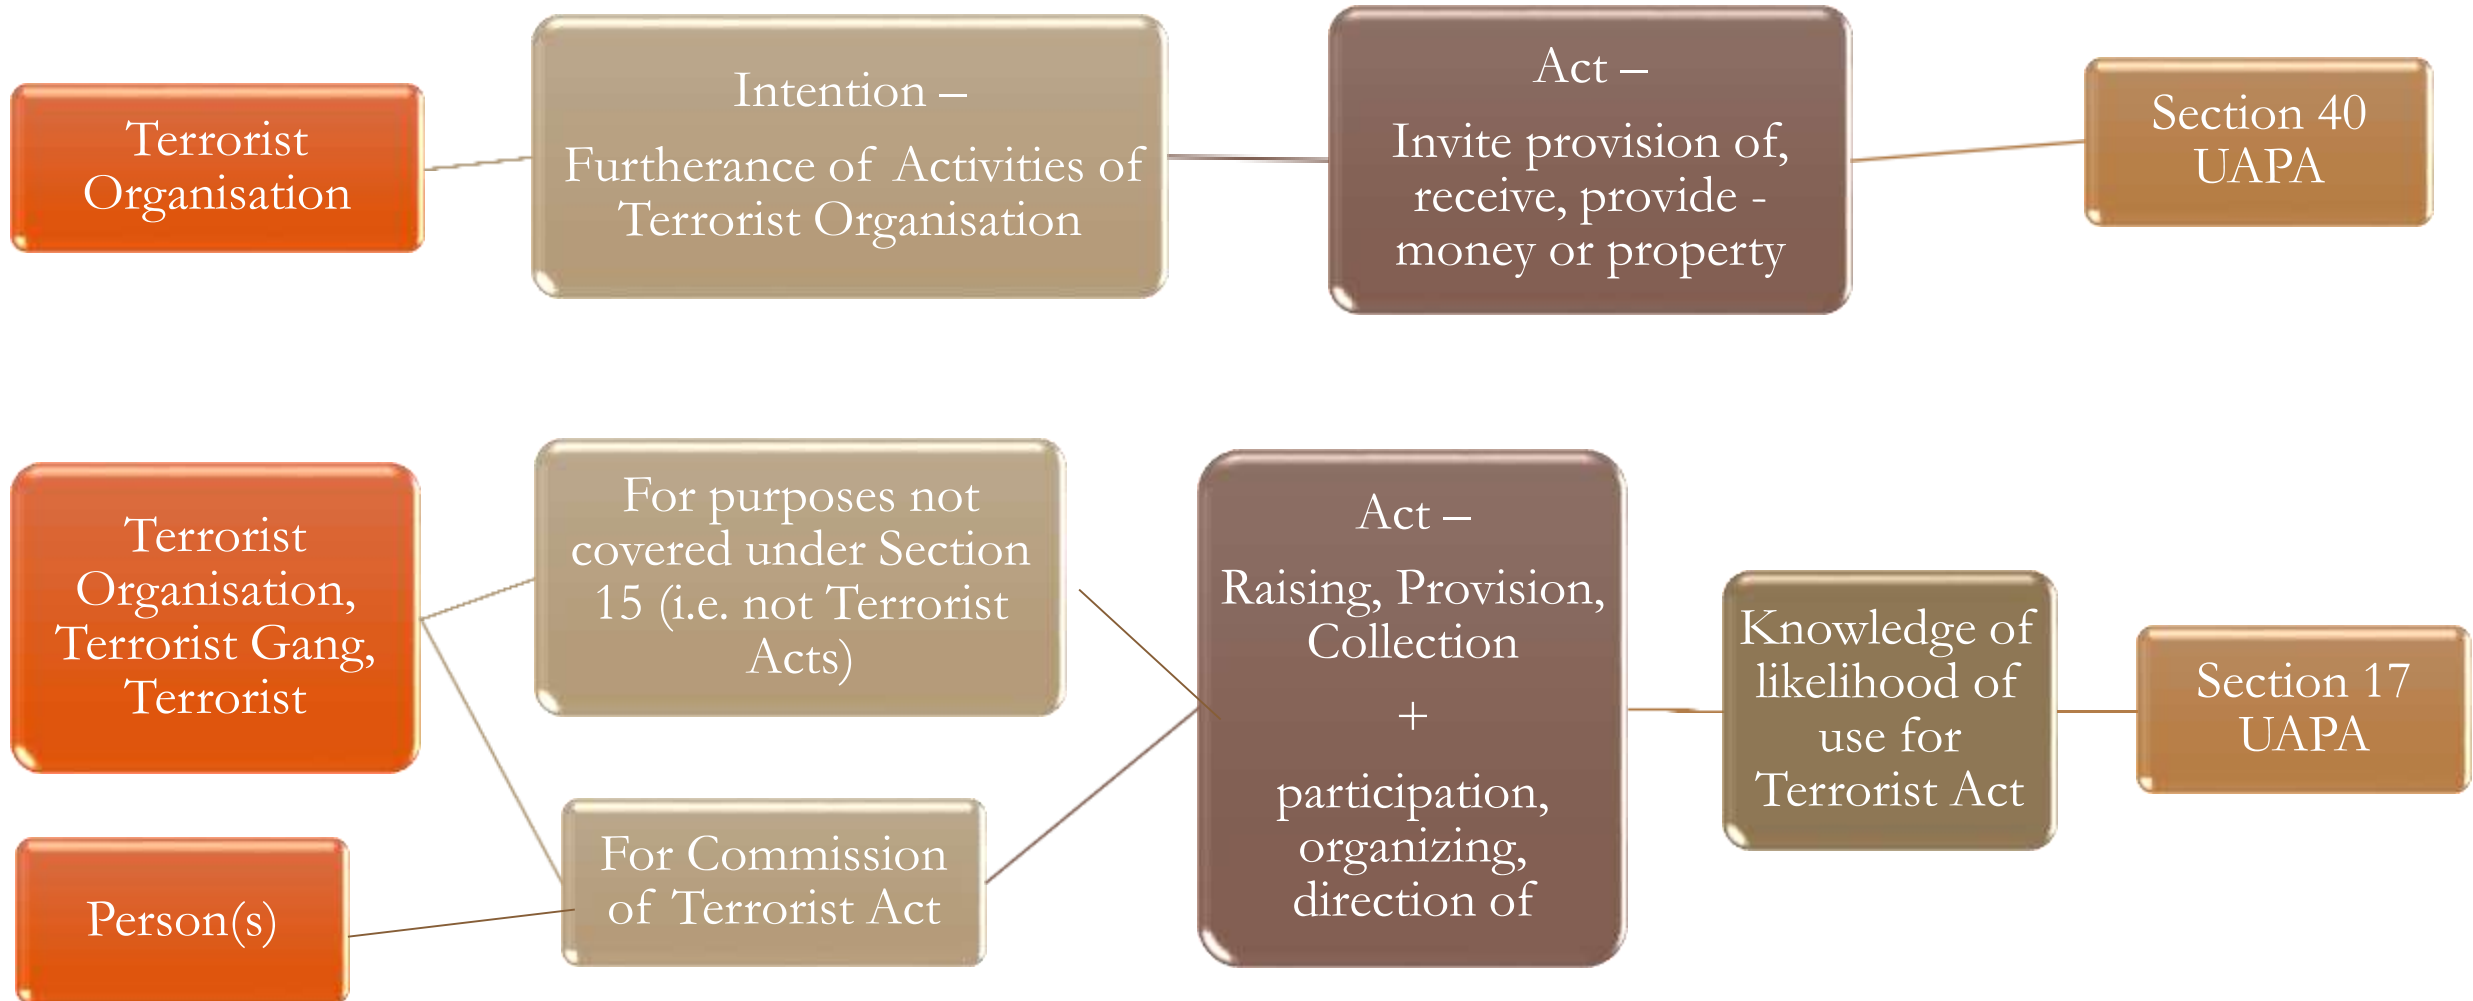 Terrorist
Organisation
Intention –
Furtherance of Activities of
Terrorist Organisation
Act –
Invite provision of,
receive, provide -
money or property
Section 40
UAPA
Terrorist
Organisation,
Terrorist Gang,
Terrorist
Person(s)
For purposes not
covered under Section
15 (i.e. not Terrorist
Acts)
For Commission
of Terrorist Act
Act –
Raising, Provision,
Collection
+
participation,
organizing,
direction of
Knowledge of
likelihood of
use for
Terrorist Act
Section 17
UAPA